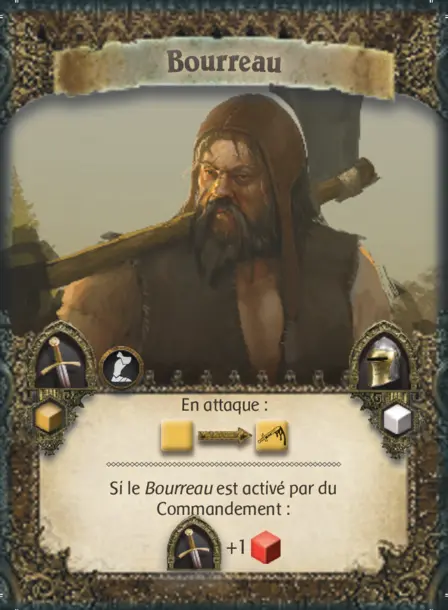 Bourreau
En attaque :
Si le Bourreau est activé par du
Commandement :
+1